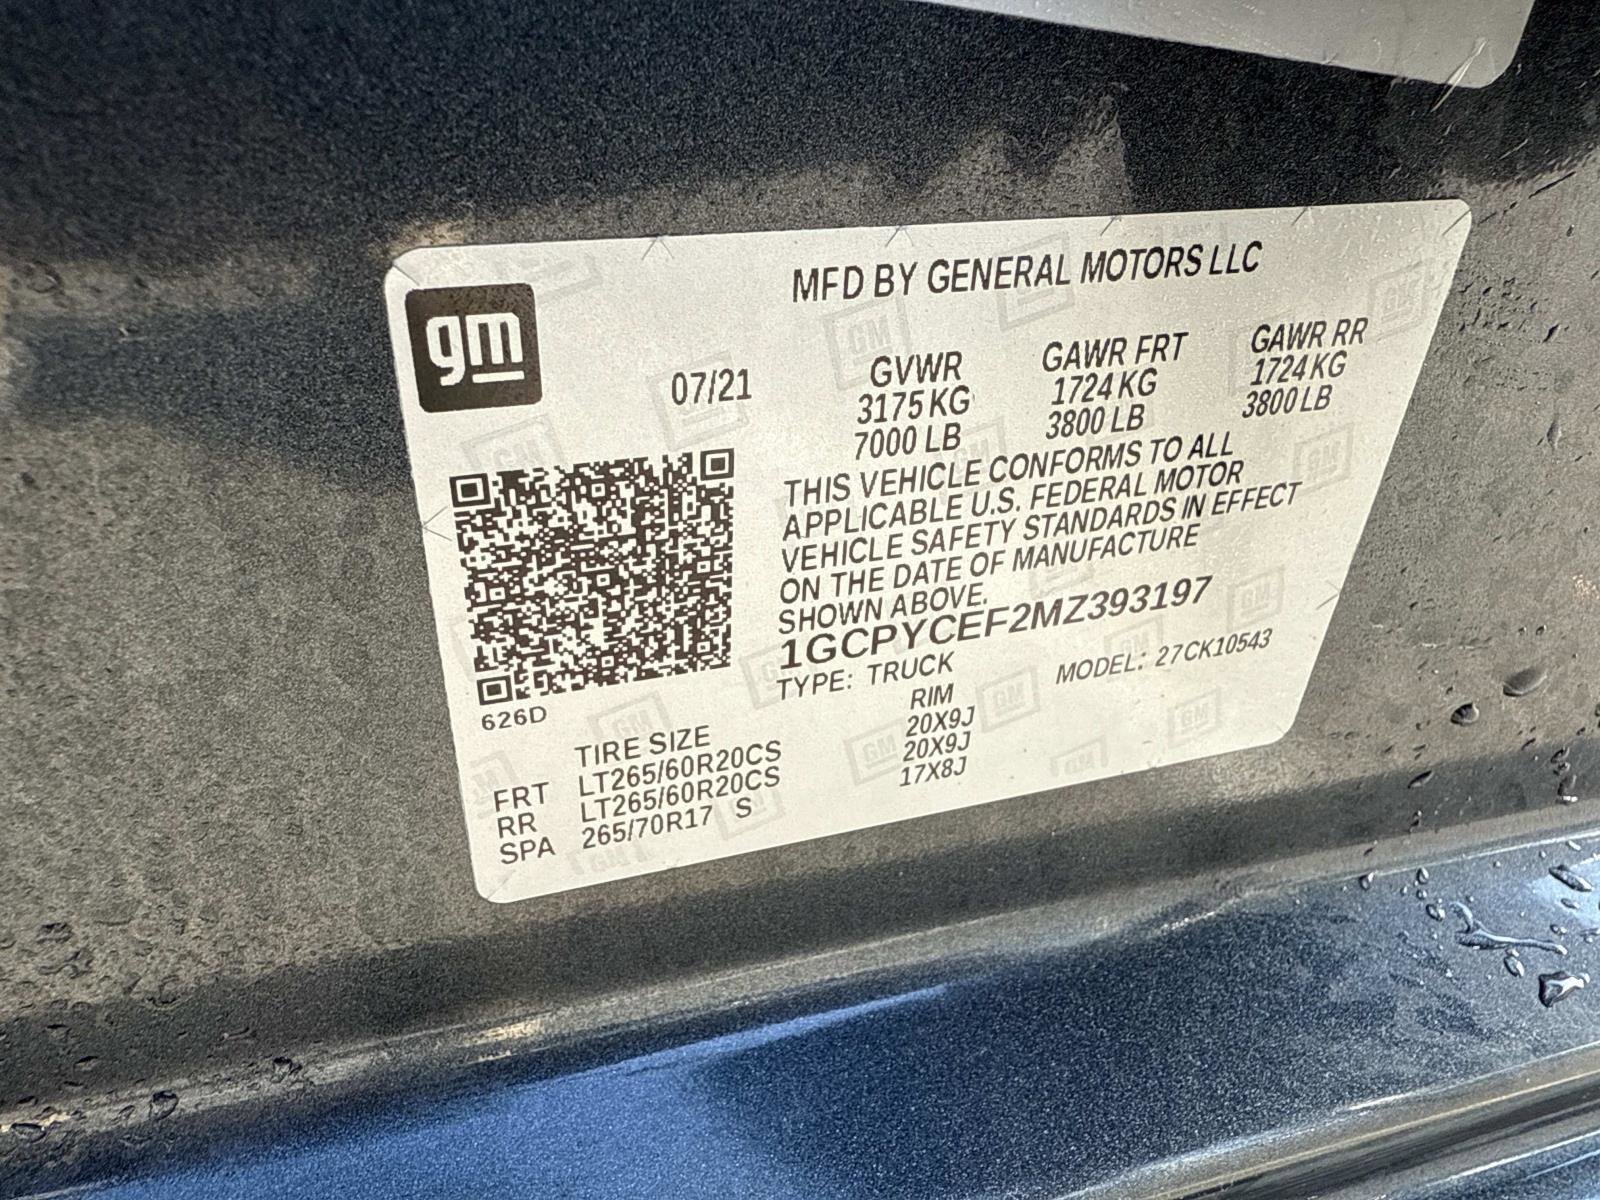 gm
MFD BY GENERAL MOTORS LLC
07/21
GVWR GAWR FRT GAWR RR
3175 KG 1724 KG 1724 KG
7000 LB 3800 LB 3800 LB
THIS VEHICLE CONFORMS TO ALL
APPLICABLE U.S. FEDERAL MOTOR
VEHICLE SAFETY STANDARDS IN EFFECT
ON THE DATE OF MANUFACTURE
SHOWN ABOVE.
1GCPYCEF2MZ393197
TYPE: TRUCK MODEL: 27CK10543
626D
TIRE SIZE RIM
FRT LT265/60R20CS 20X9J
RR LT265/60R20CS 20X9J
SPA 265/70R17 S 17X8J